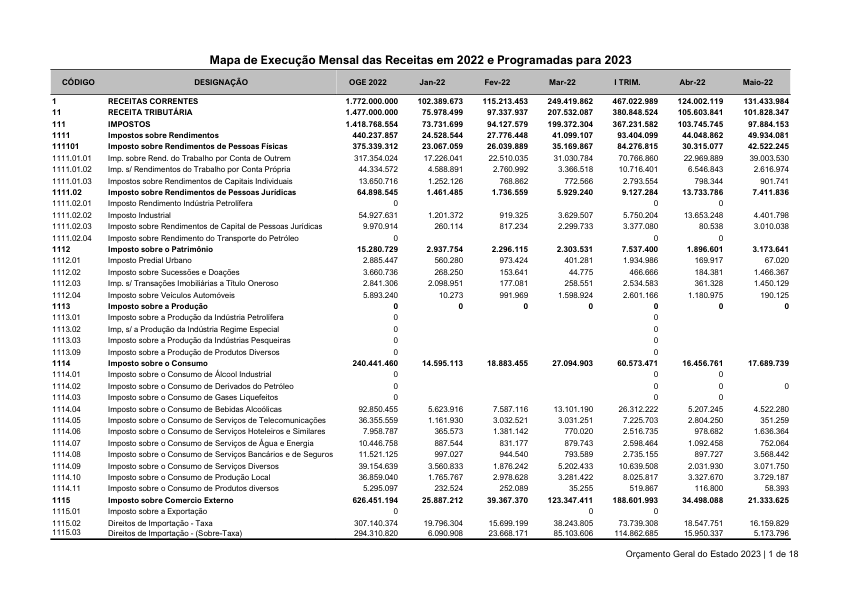 Mapa de Execução Mensal das Receitas em 2022 e Programadas para 2023
CÓDIGO DESIGNAÇÃO OGE 2022 Jan-22 Fev-22 Mar-22 I TRIM. Abr-22 Maio-22
1 RECEITAS CORRENTES 1.772.000.000 102.389.673 115.213.453 249.419.862 467.022.989 124.002.119 131.433.984
11 RECEITA TRIBUTÁRIA 1.477.000.000 75.978.499 97.337.937 207.532.087 380.848.524 105.603.841 101.828.347
111 IMPOSTOS 1.418.768.554 73.731.699 94.127.579 199.372.304 367.231.582 103.745.745 97.884.153
1111 Impostos sobre Rendimentos 440.237.857 24.528.544 27.776.448 41.099.107 93.404.099 44.048.862 49.934.081
111101 Imposto sobre Rendimentos de Pessoas Físicas 375.339.312 23.067.059 26.039.889 35.169.867 84.276.815 30.315.077 42.522.245
1111.01.01 Imp. sobre Rend. do Trabalho por Conta de Outrem 317.354.024 17.226.041 22.510.035 31.030.784 70.766.860 22.969.889 39.003.530
1111.01.02 Imp. s/ Rendimentos do Trabalho por Conta Própria 44.334.572 4.588.891 2.760.992 3.366.518 10.716.401 6.546.843 2.616.974
1111.01.03 Impostos sobre Rendimentos de Capitais Individuais 13.650.716 1.252.126 768.862 772.566 2.793.554 798.344 901.741
1111.02 Imposto sobre Rendimentos de Pessoas Jurídicas 64.898.545 1.461.485 1.736.559 5.929.240 9.127.284 13.733.786 7.411.836
1111.02.01 Imposto Rendimento Indústria Petrolífera 0 0 0
1111.02.02 Imposto Industrial 54.927.631 1.201.372 919.325 3.629.507 5.750.204 13.653.248 4.401.798
1111.02.03 Imposto sobre Rendimentos de Capital de Pessoas Jurídicas 9.970.914 260.114 817.234 2.299.733 3.377.080 80.538 3.010.038
1111.02.04 Imposto sobre Rendimento do Transporte do Petróleo 0 0 0
1112 Imposto sobre o Património 15.280.729 2.937.754 2.296.115 2.303.531 7.537.400 1.896.601 3.173.641
1112.01 Imposto Predial Urbano 2.885.447 560.280 973.424 401.281 1.934.986 169.917 67.020
1112.02 Imposto sobre Sucessões e Doações 3.660.736 268.250 153.641 44.775 466.666 184.381 1.466.367
1112.03 Imp. s/ Transações Imobiliárias a Título Oneroso 2.841.306 2.098.951 177.081 258.551 2.534.583 361.328 1.450.129
1112.04 Imposto sobre Veiculos Automóveis 5.893.240 10.273 991.969 1.598.924 2.601.166 1.180.975 190.125
1113 Imposto sobre a Produção 0 0 0 0 0 0 0
1113.01 Imposto sobre a Produção da Indústria Petrolífera 0 0
1113.02 Imp, s/ a Produção da Indústria Regime Especial 0 0
1113.03 Imposto sobre a Produção da Indústrias Pesqueiras 0 0
1113.09 Imposto sobre a Produção de Produtos Diversos 0 0
1114 Imposto sobre o Consumo 240.441.460 14.595.113 18.883.455 27.094.903 60.573.471 16.456.761 17.689.739
1114.01 Imposto sobre o Consumo de Álcool Industrial 0 0 0
1114.02 Imposto sobre o Consumo de Derivados do Petróleo 0 0 0 0
1114.03 Imposto sobre o Consumo de Gases Liquefeitos 0 0 0
1114.04 Imposto sobre o Consumo de Bebidas Alcoólicas 92.850.455 5.623.916 7.587.116 13.101.190 26.312.222 5.207.245 4.522.280
1114.05 Imposto sobre o Consumo de Serviços de Telecomunicações 36.355.559 1.161.930 3.032.521 3.031.251 7.225.703 2.804.250 351.259
1114.06 Imposto sobre o Consumo de Serviços Hoteleiros e Similares 7.958.787 365.573 1.381.142 770.020 2.516.735 978.682 1.636.364
1114.07 Imposto sobre o Consumo de Serviços de Água e Energia 10.446.758 887.544 831.177 879.743 2.598.464 1.092.458 752.064
1114.08 Imposto sobre o Consumo de Serviços Bancários e de Seguros 11.521.125 997.027 944.540 793.589 2.735.155 897.727 3.568.442
1114.09 Imposto sobre o Consumo de Serviços Diversos 39.154.639 3.560.833 1.876.242 5.202.433 10.639.508 2.031.930 3.071.750
1114.10 Imposto sobre o Consumo de Produção Local 36.859.040 1.765.767 2.978.628 3.281.422 8.025.817 3.327.670 3.729.187
1114.11 Imposto sobre o Consumo de Produtos diversos 5.295.097 232.524 252.089 35.255 519.867 116.800 58.393
1115 Imposto sobre Comercio Externo 626.451.194 25.887.212 39.367.370 123.347.411 188.601.993 34.498.088 21.333.625
1115.01 Imposto sobre a Exportação 0 0 0 0
1115.02 Direitos de Importação - Taxa 307.140.374 19.796.304 15.699.199 38.243.805 73.739.308 18.547.751 16.159.829
1115.03 Direitos de Importação - (Sobre-Taxa) 294.310.820 6.090.908 23.668.171 85.103.606 114.862.685 15.950.337 5.173.796
Orçamento Geral do Estado 2023 | 1 de 18